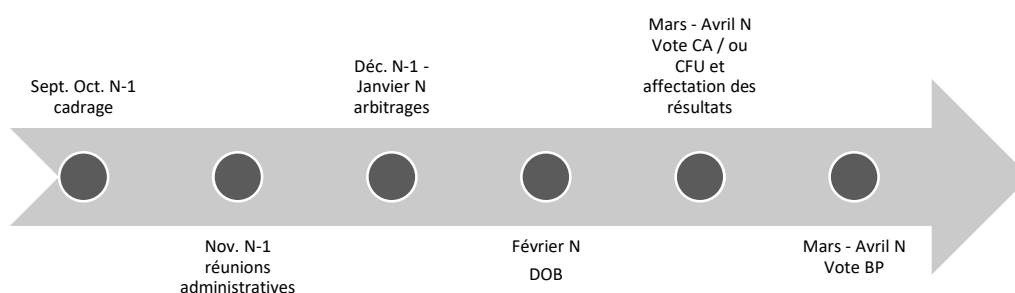 Sept. Oct. N-1
cadrage
Nov. N-1
réunions
administratives
Déc. N-1 -
Janvier N
arbitrages
Février N
DOB
Mars - Avril N
Vote CA / ou
CFU et
affectation des
résultats
Mars - Avril N
Vote BP